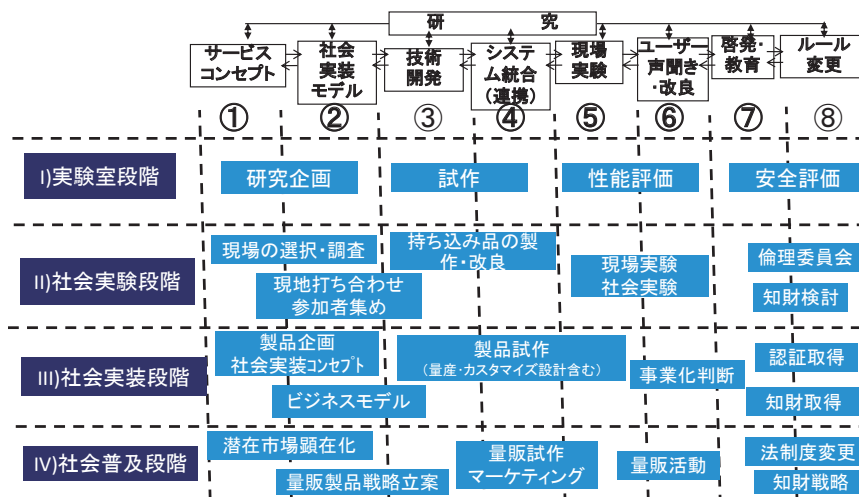 研　究
サービス
コンセプト
社会
実装
モデル
技術
開発
システ
ム統合
（連携）
現場
実験
ユーザー
声聞き
・改良
啓発・
教育
ルール
変更
① ② ③ ④ ⑤ ⑥ ⑦ ⑧
I)実験室段階
研究企画
試作
性能評価
安全評価
II)社会実験段階
現場の選択・調査
現地打ち合わせ
参加者集め
持ち込み品の製
作・改良
現場実験
社会実験
倫理委員会
知財検討
III)社会実装段階
製品企画
社会実装コンセプト
ビジネスモデル
製品試作
（量産・カスタマイズ設計含む）
事業化判断
認証取得
知財取得
IV)社会普及段階
潜在市場顕在化
量販製品戦略立案
量販試作
マーケティング
量販活動
法制度変更
知財戦略